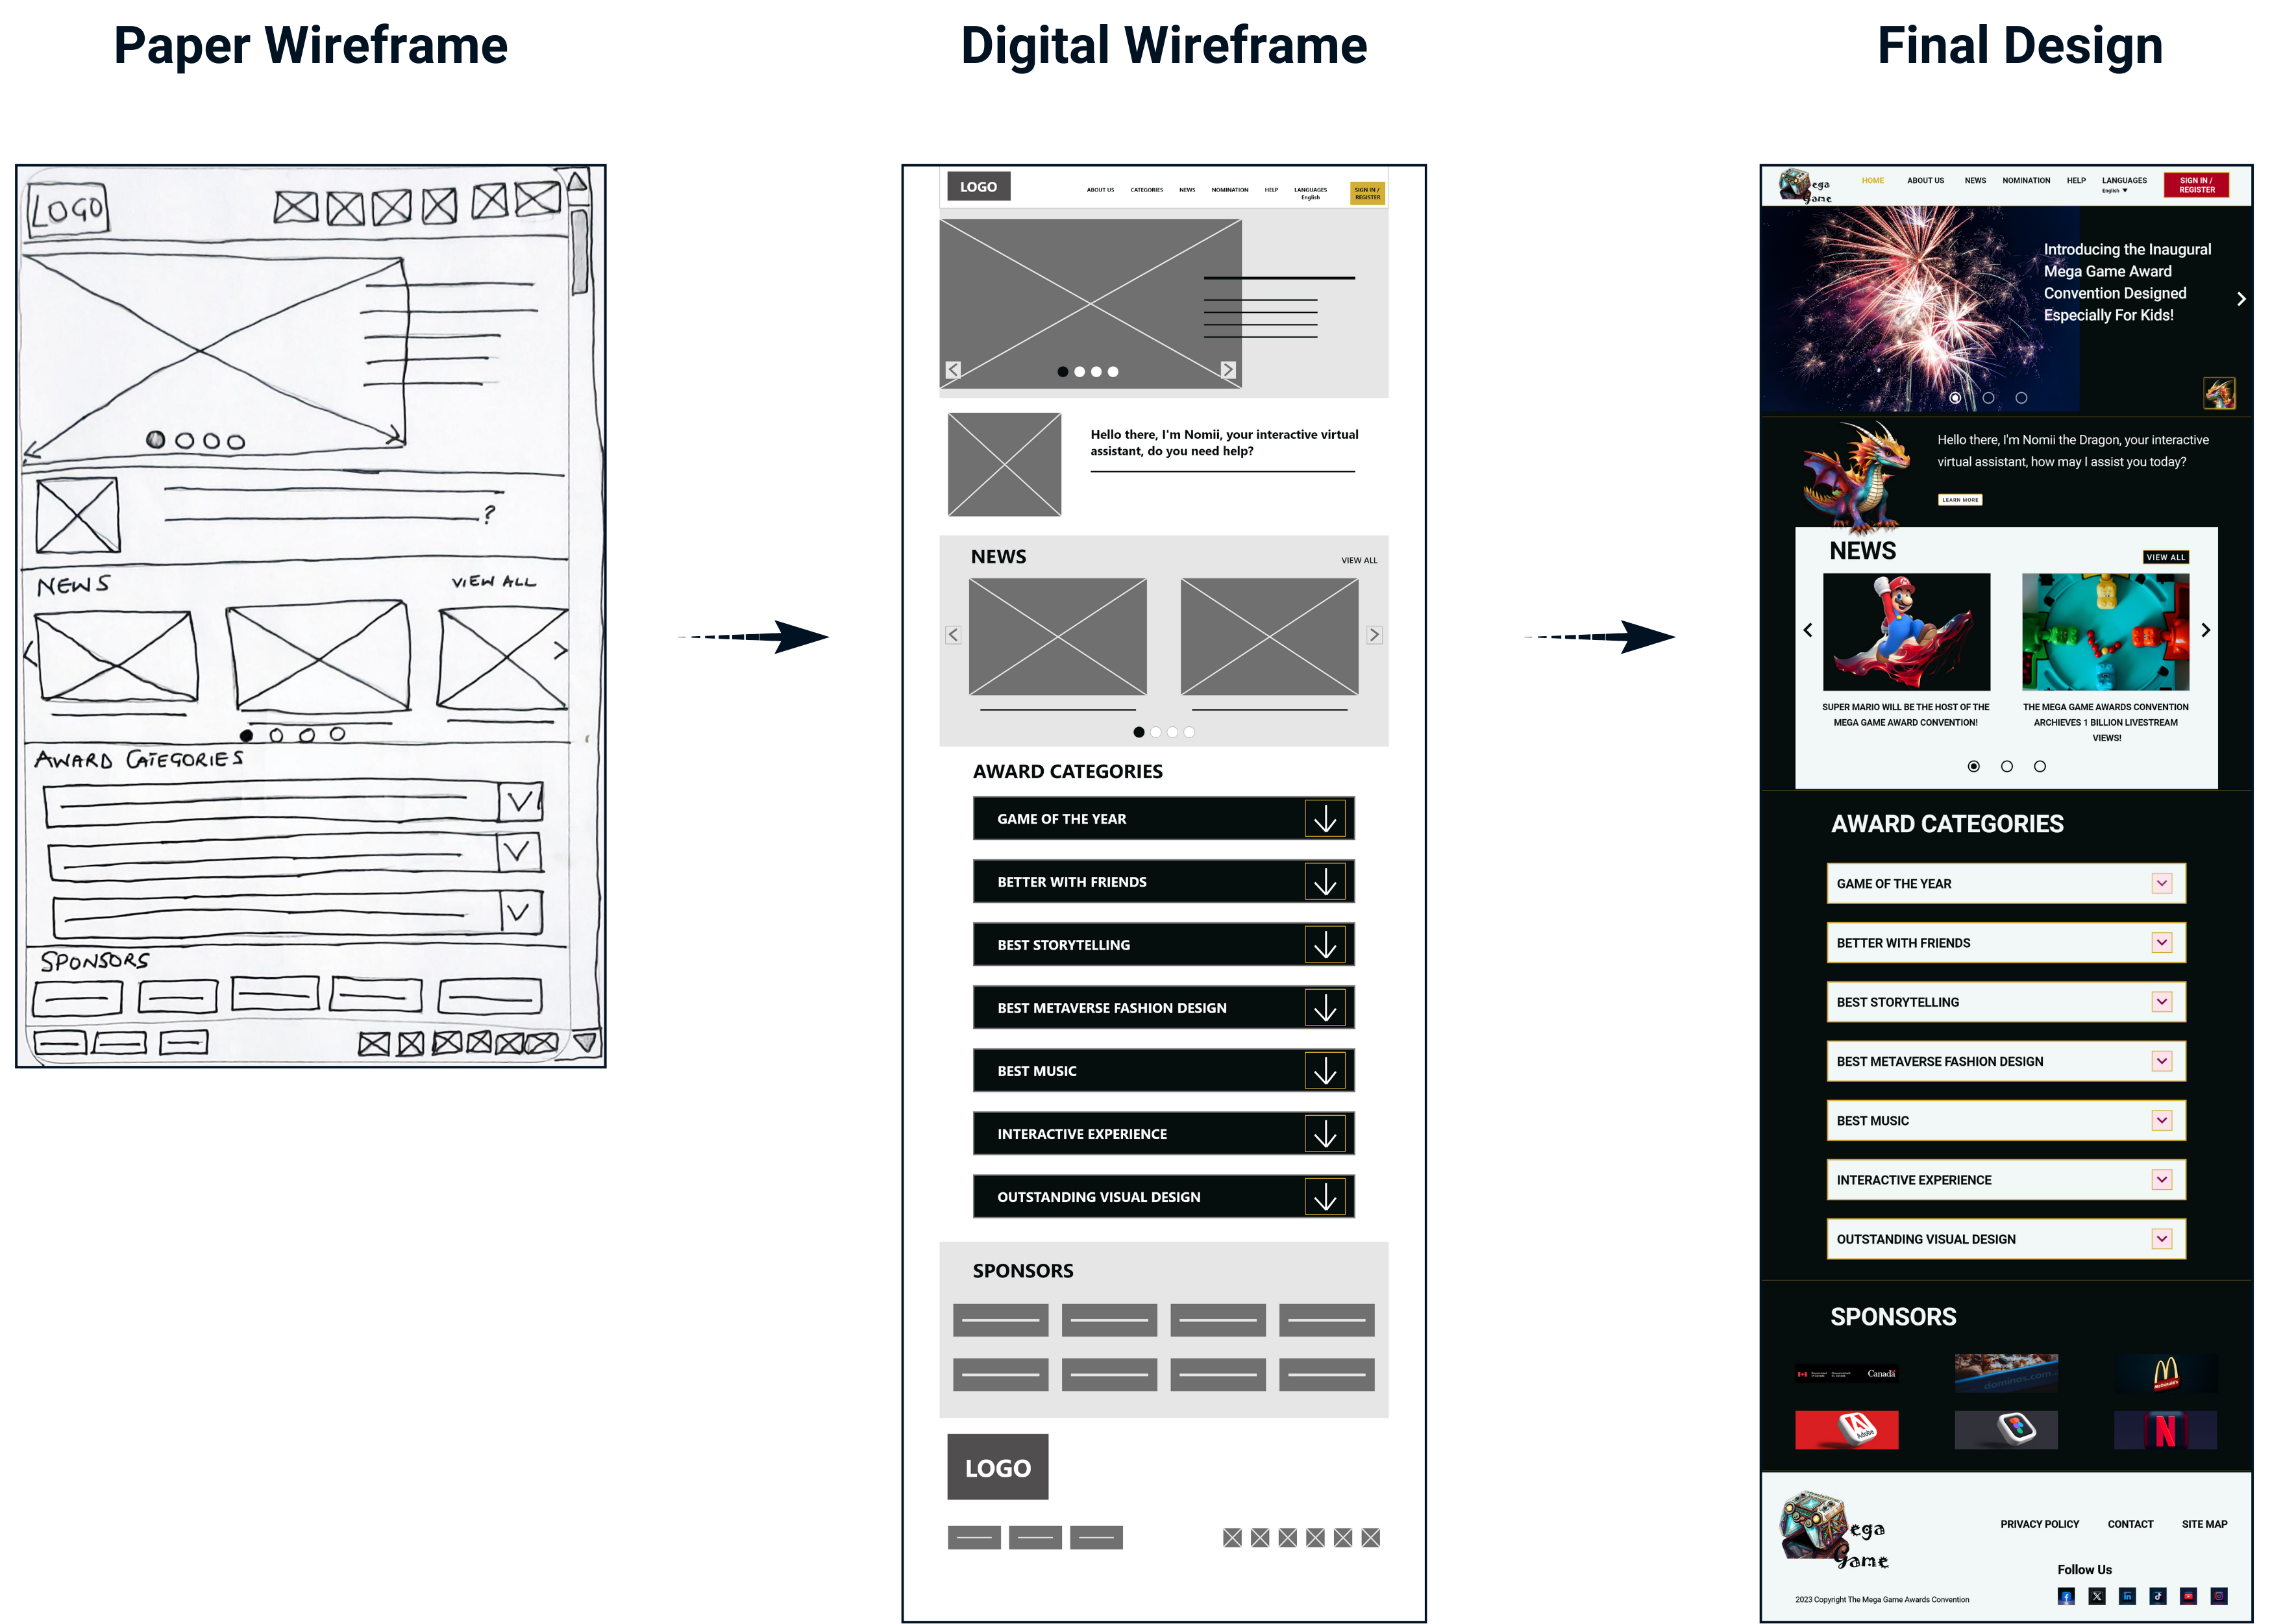 Paper Wireframe
Digital Wireframe
Final Design
LOGO
?
NEWS
VIEW ALL
AWARD CATEGORIES
SPONSORS
LOGO
ABOUT US
CATEGORIES
NEWS
NOMINATION
HELP
LANGUAGES
English
SIGN IN /
REGISTER
Hello there, I'm Nomii, your interactive virtual
assistant, do you need help?
NEWS
VIEW ALL
AWARD CATEGORIES
GAME OF THE YEAR
BETTER WITH FRIENDS
BEST STORYTELLING
BEST METAVERSE FASHION DESIGN
BEST MUSIC
INTERACTIVE EXPERIENCE
OUTSTANDING VISUAL DESIGN
SPONSORS
LOGO
ega
Game
HOME
ABOUT US
NEWS
NOMINATION
HELP
LANGUAGES
English
SIGN IN /
REGISTER
Introducing the Inaugural
Mega Game Award
Convention Designed
Especially For Kids!
Hello there, I'm Nomii the Dragon, your interactive
virtual assistant, how may I assist you today?
LEARN MORE
NEWS
VIEW ALL
SUPER MARIO WILL BE THE HOST OF THE
MEGA GAME AWARD CONVENTION!
THE MEGA GAME AWARDS CONVENTION
ARCHIEVES 1 BILLION LIVESTREAM
VIEWS!
AWARD CATEGORIES
GAME OF THE YEAR
BETTER WITH FRIENDS
BEST STORYTELLING
BEST METAVERSE FASHION DESIGN
BEST MUSIC
INTERACTIVE EXPERIENCE
OUTSTANDING VISUAL DESIGN
SPONSORS
Canada
dominos.com
McDonald's
Adobe
N
ega
Game
PRIVACY POLICY
CONTACT
SITE MAP
Follow Us
2023 Copyright The Mega Game Awards Convention